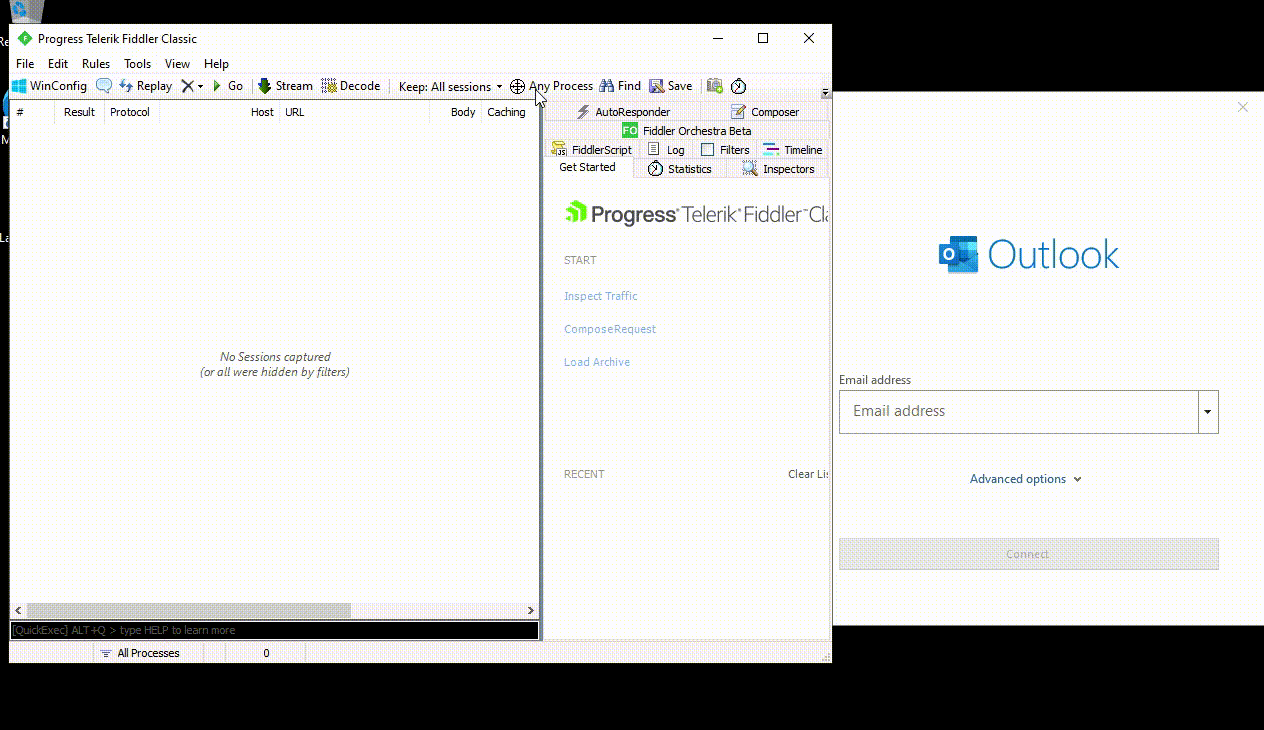 Progress Telerik Fiddler Classic
File Edit Rules Tools View Help
WinConfig Replay Go Stream Decode Keep: All sessions Any Process Find Save
# Result Protocol Host URL Body Caching
AutoResponder Composer
FO Fiddler Orchestra Beta
FiddlerScript Log Filters Timeline
Get Started Statistics Inspectors
Progress Telerik Fiddler™ Cla
START
Inspect Traffic
ComposeRequest
Load Archive
No Sessions captured
(or all were hidden by filters)
RECENT Clear Lis
[QuickExec] ALT+Q > type HELP to learn more
All Processes 0
Outlook
Email address
Email address
Advanced options
Connect